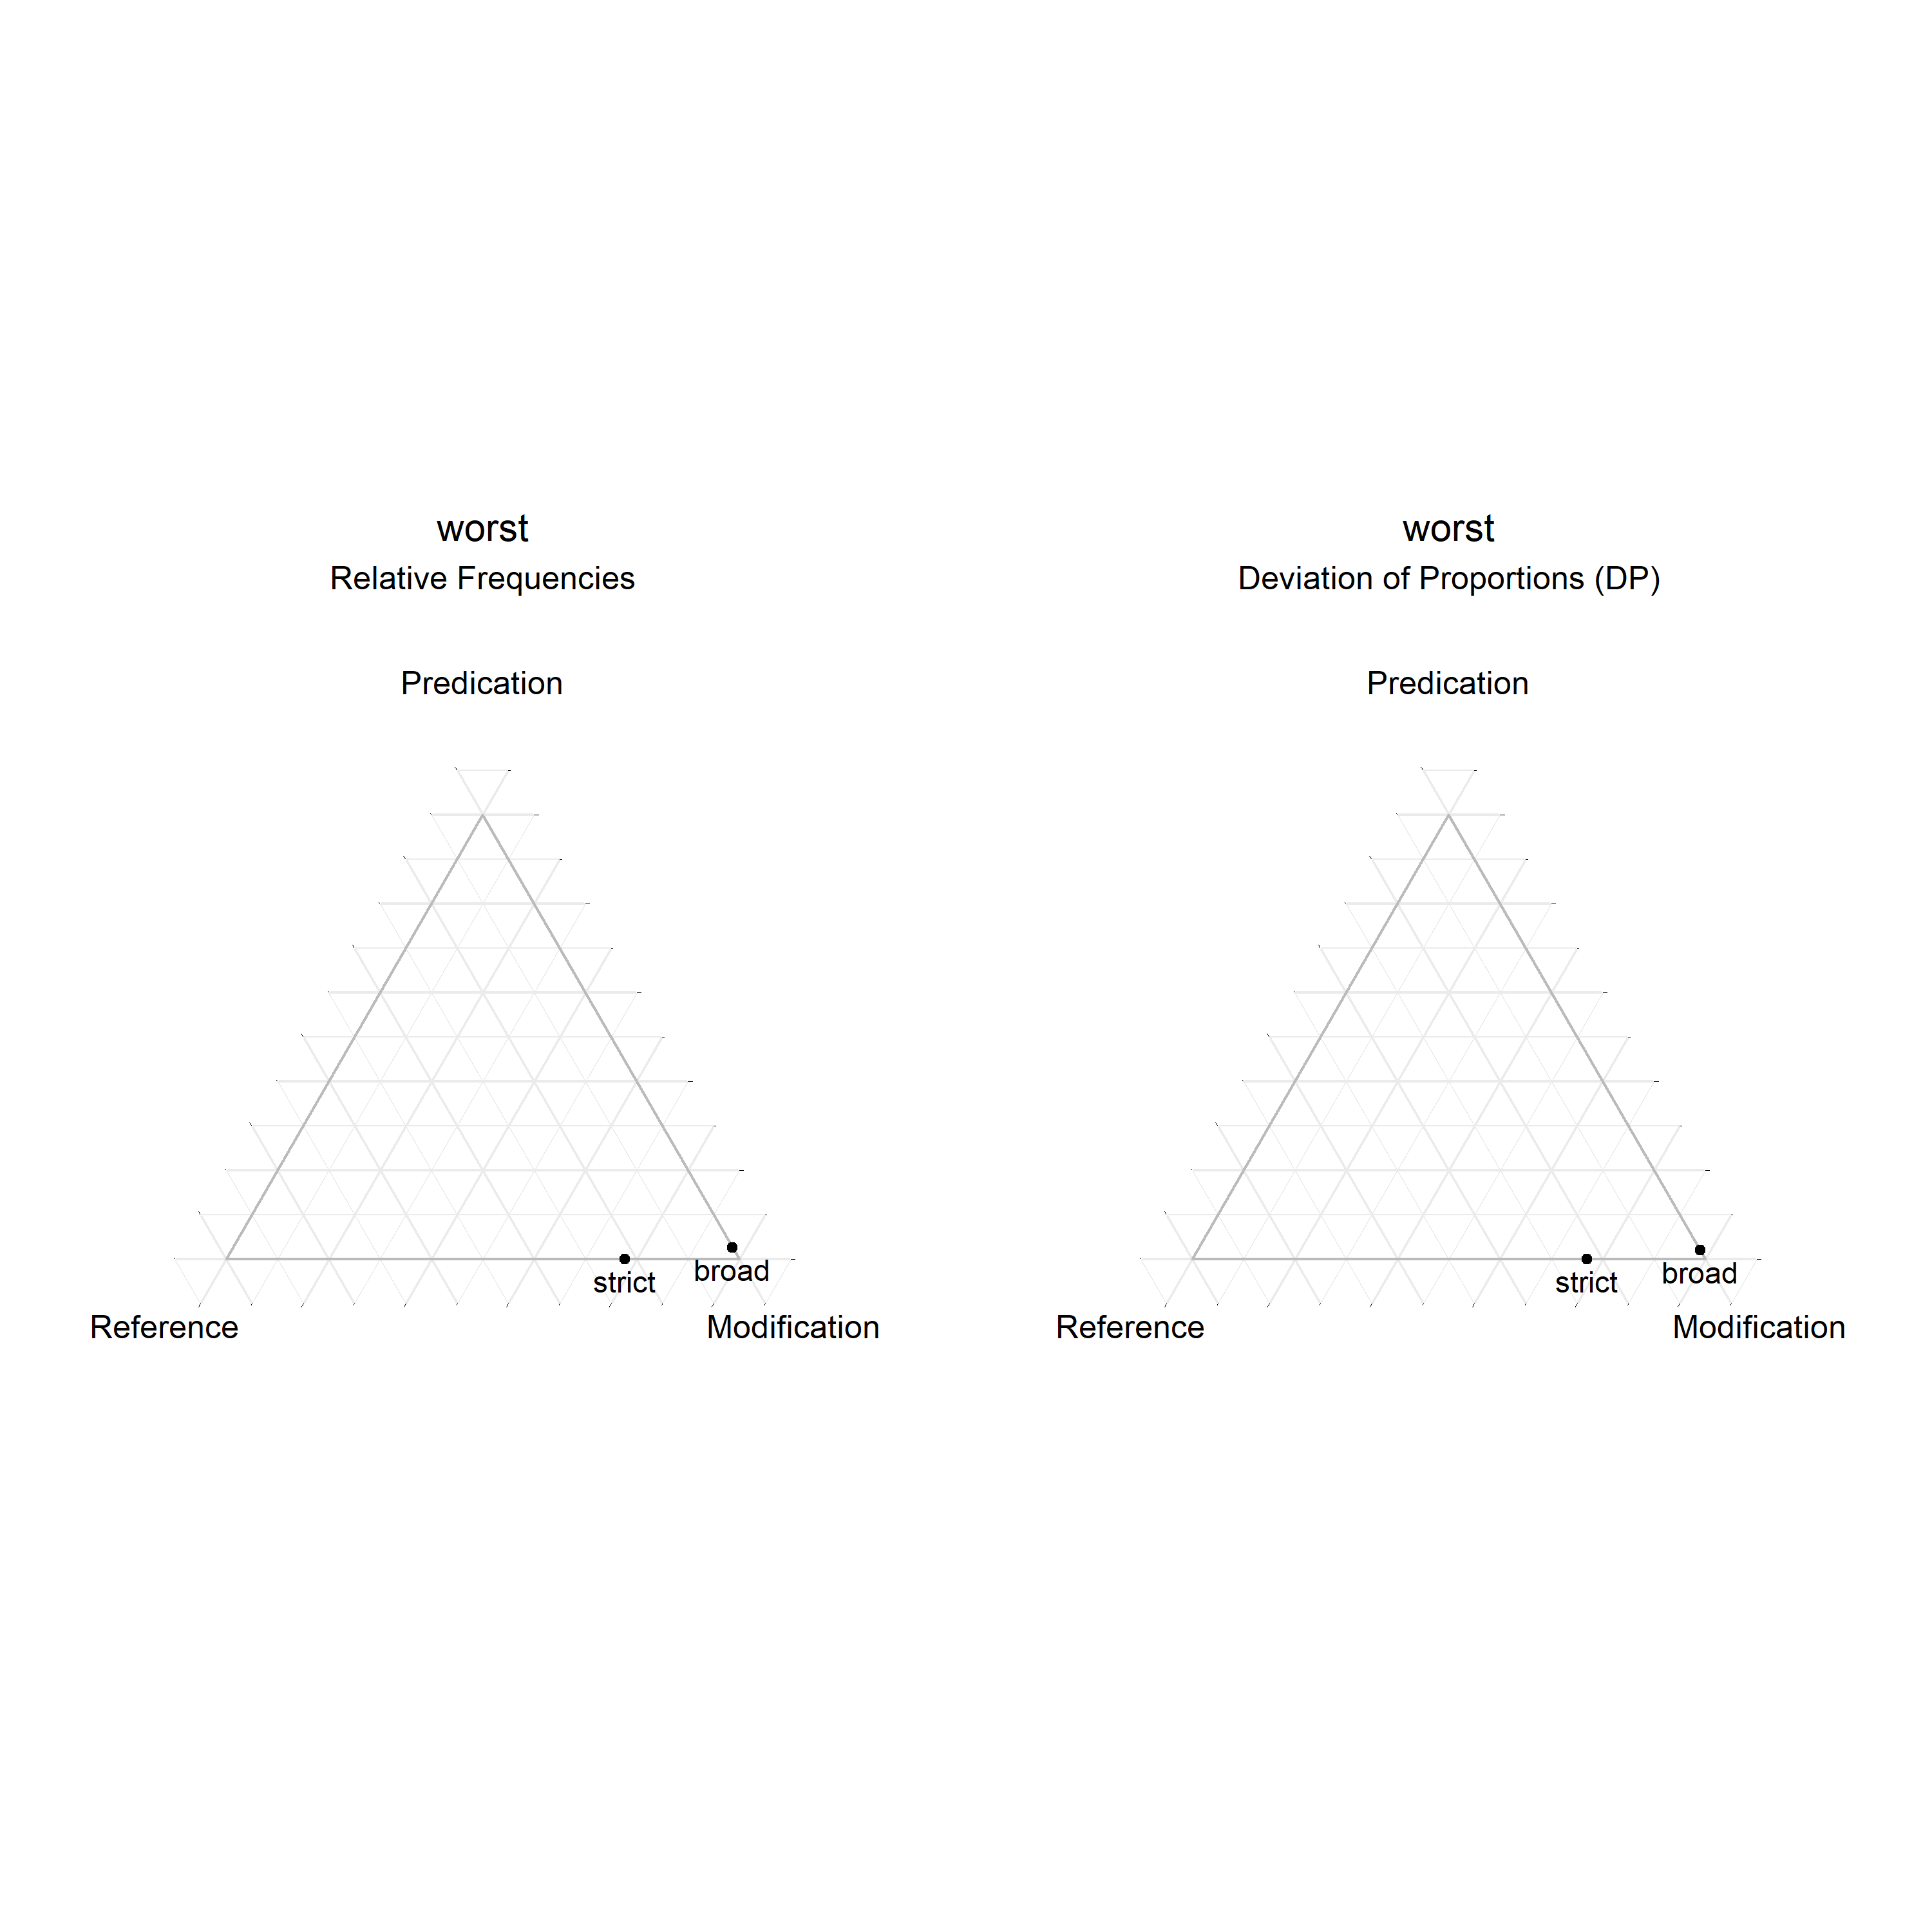 worst
Relative Frequencies
Predication
strict
broad
Reference
Modification
worst
Deviation of Proportions (DP)
Predication
strict
broad
Reference
Modification